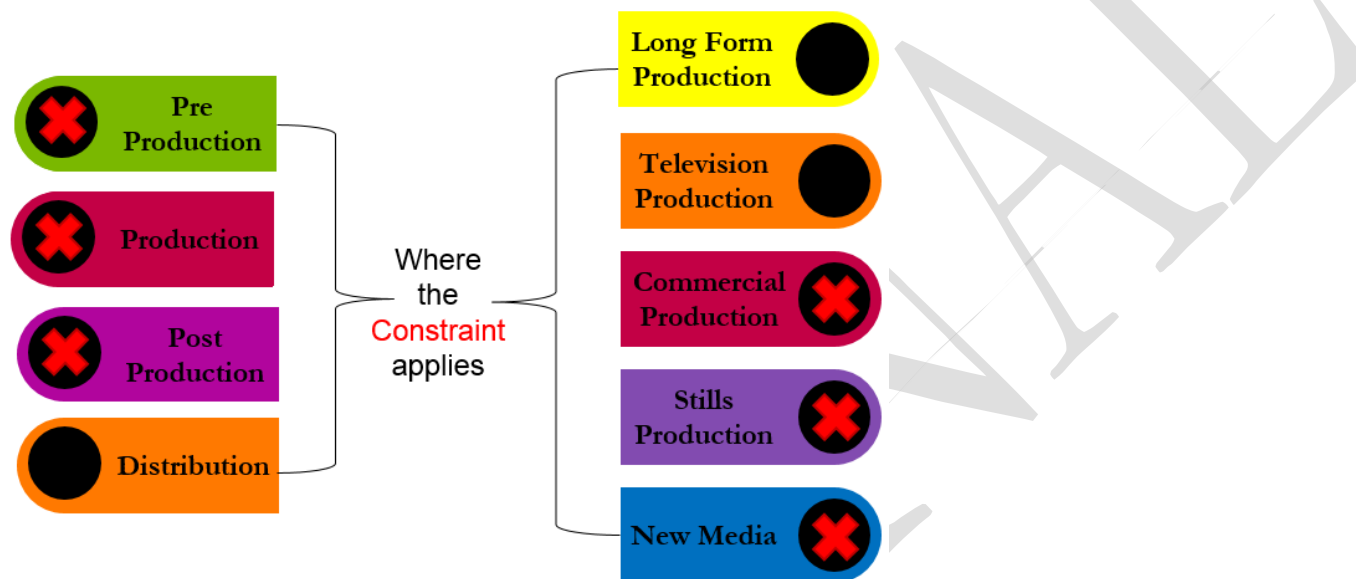 Pre
Production
Production
Post
Production
Distribution
Where
the
Constraint
applies
Long Form
Production
Television
Production
Commercial
Production
Stills
Production
New Media